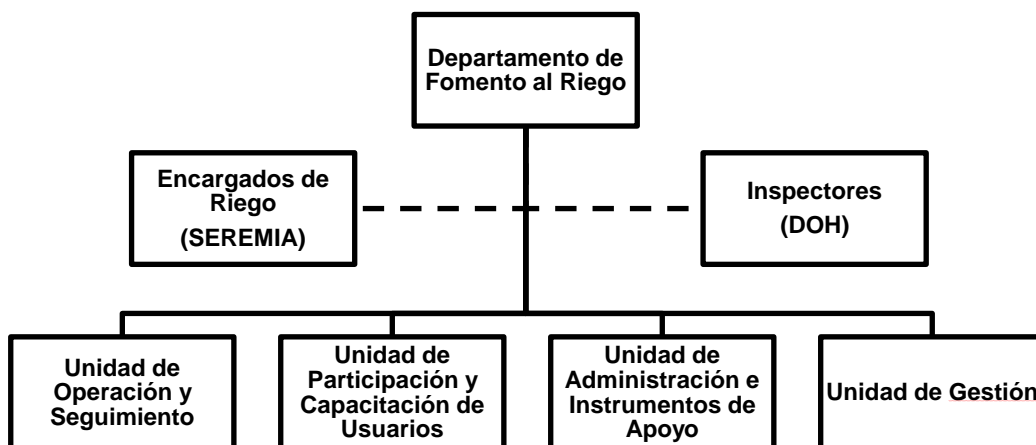 Departamento de
Fomento al Riego
Encargados de
Riego
(SEREMIA)
Inspectores
(DOH)
Unidad de
Operación y
Seguimiento
Unidad de
Participación y
Capacitación de
Usuarios
Unidad de
Administración e
Instrumentos de
Apoyo
Unidad de Gestión